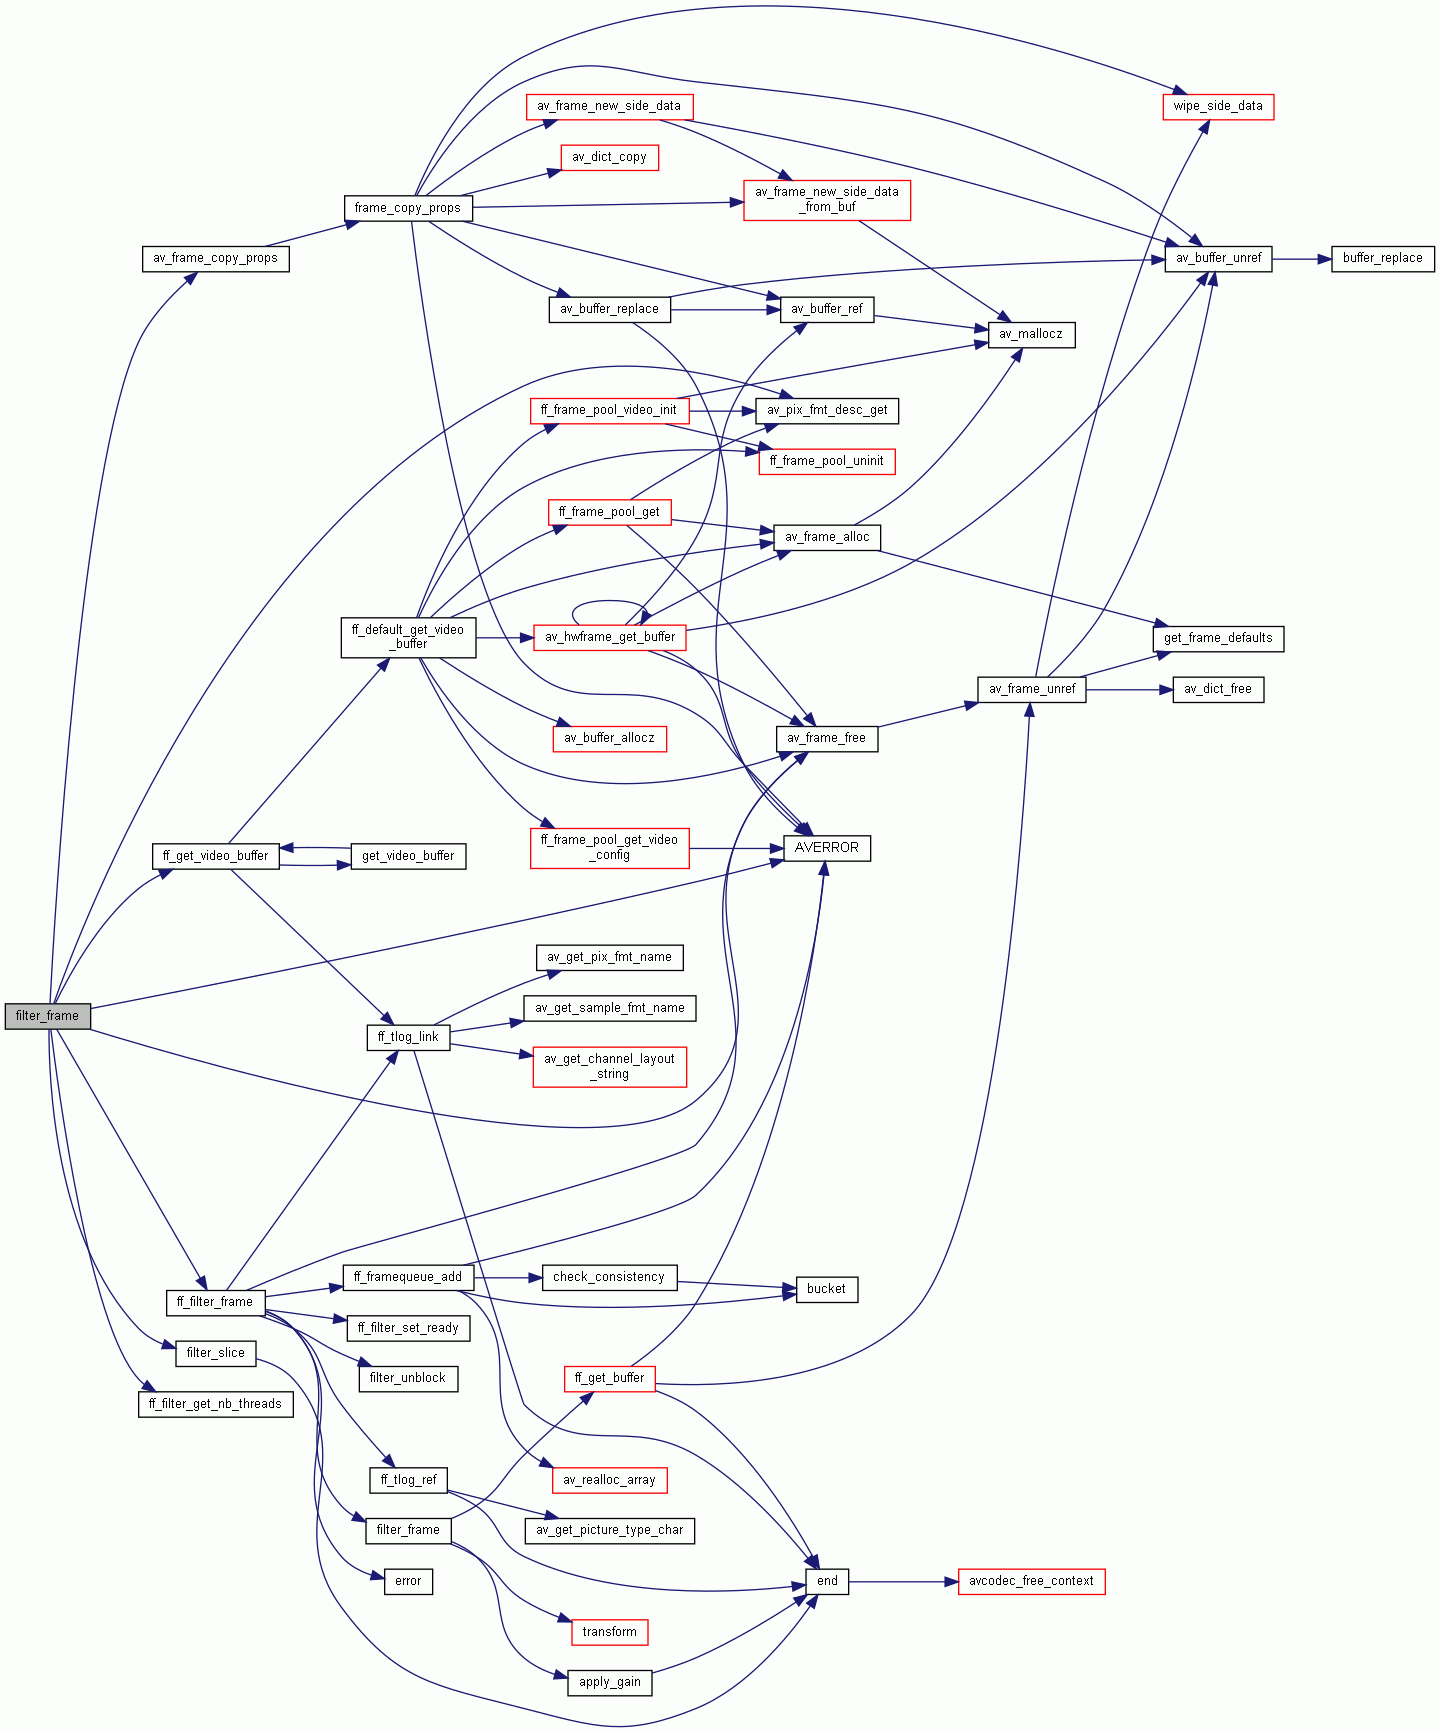 wipe_side_data
av_frame_new_side_data
av_dict_copy
av_frame_new_side_data
_from_buf
frame_copy_props
av_frame_copy_props
av_buffer_unref
buffer_replace
av_buffer_replace
av_buffer_ref
av_mallocz
ff_frame_pool_video_init
av_pix_fmt_desc_get
ff_frame_pool_uninit
ff_frame_pool_get
av_frame_alloc
ff_default_get_video
_buffer
av_hwframe_get_buffer
get_frame_defaults
av_frame_unref
av_dict_free
av_buffer_allocz
av_frame_free
ff_frame_pool_get_video
_config
AVERROR
ff_get_video_buffer
get_video_buffer
av_get_pix_fmt_name
av_get_sample_fmt_name
filter_frame
ff_tlog_link
av_get_channel_layout
_string
ff_framequeue_add
check_consistency
bucket
ff_filter_frame
ff_filter_set_ready
filter_slice
filter_unblock
ff_get_buffer
ff_filter_get_nb_threads
ff_tlog_ref
av_realloc_array
filter_frame
av_get_picture_type_char
error
end
avcodec_free_context
transform
apply_gain